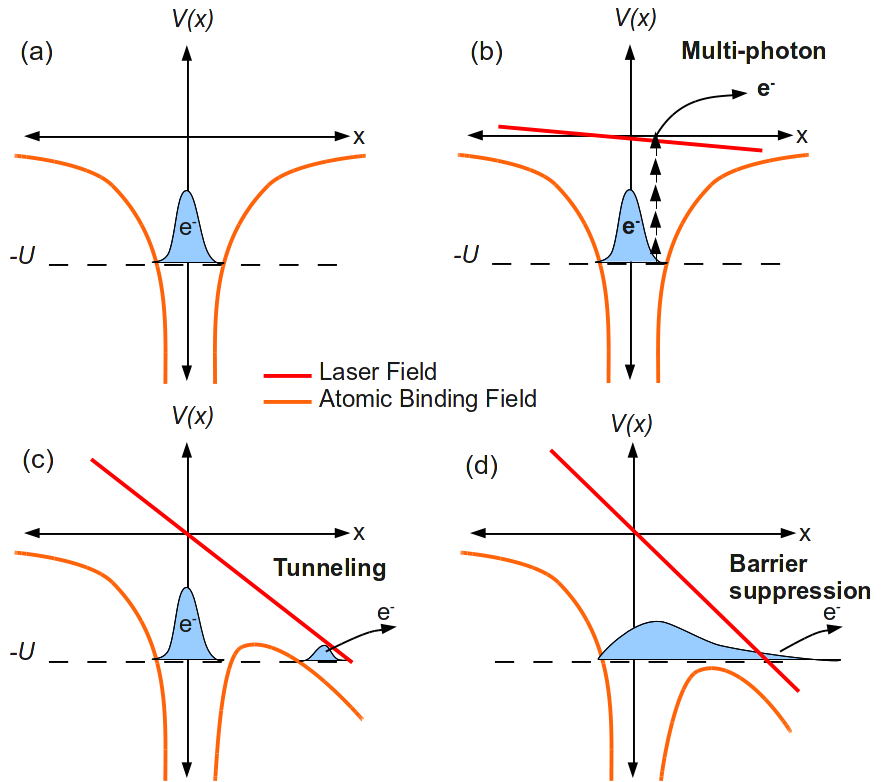 V(x)
(a)
x
e-
-U
V(x)
(b)
Multi-photon
e-
x
e-
-U
Laser Field
Atomic Binding Field
V(x)
(c)
x
Tunneling
e-
e-
-U
V(x)
(d)
x
Barrier
suppression
e-